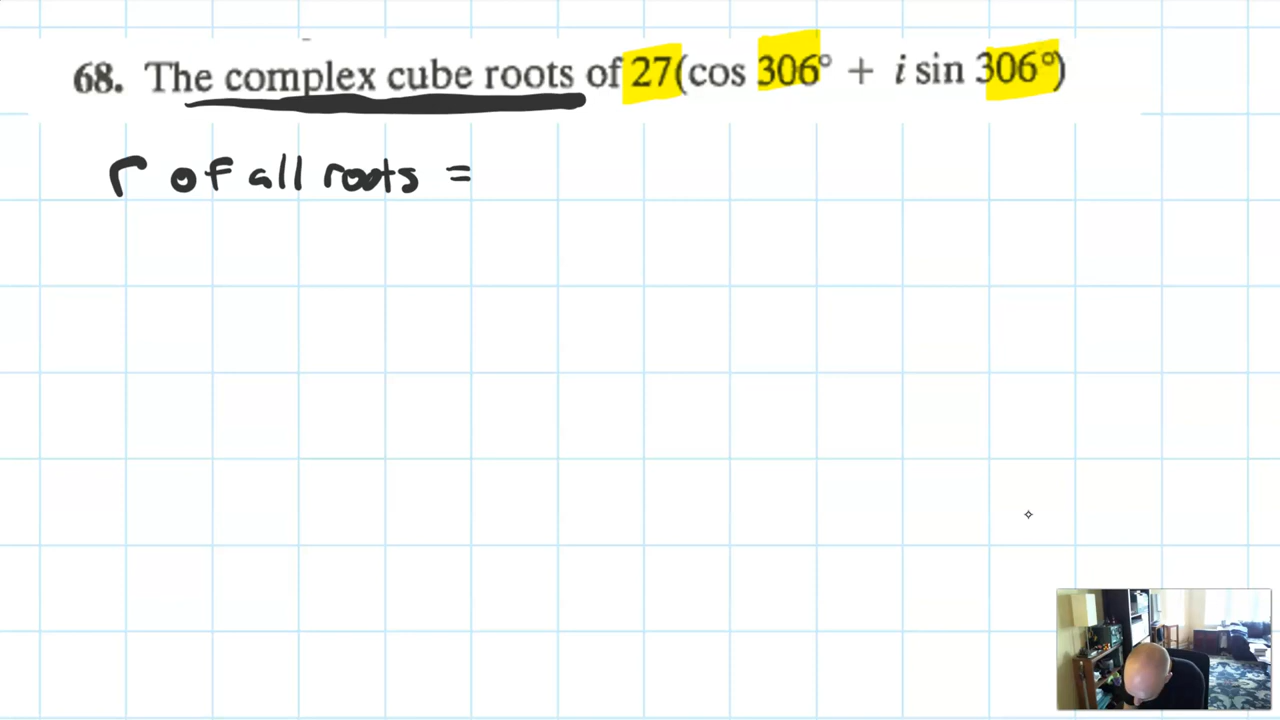 68. The complex cube roots of 27(cos 306° + i sin 306°)
r of all roots =